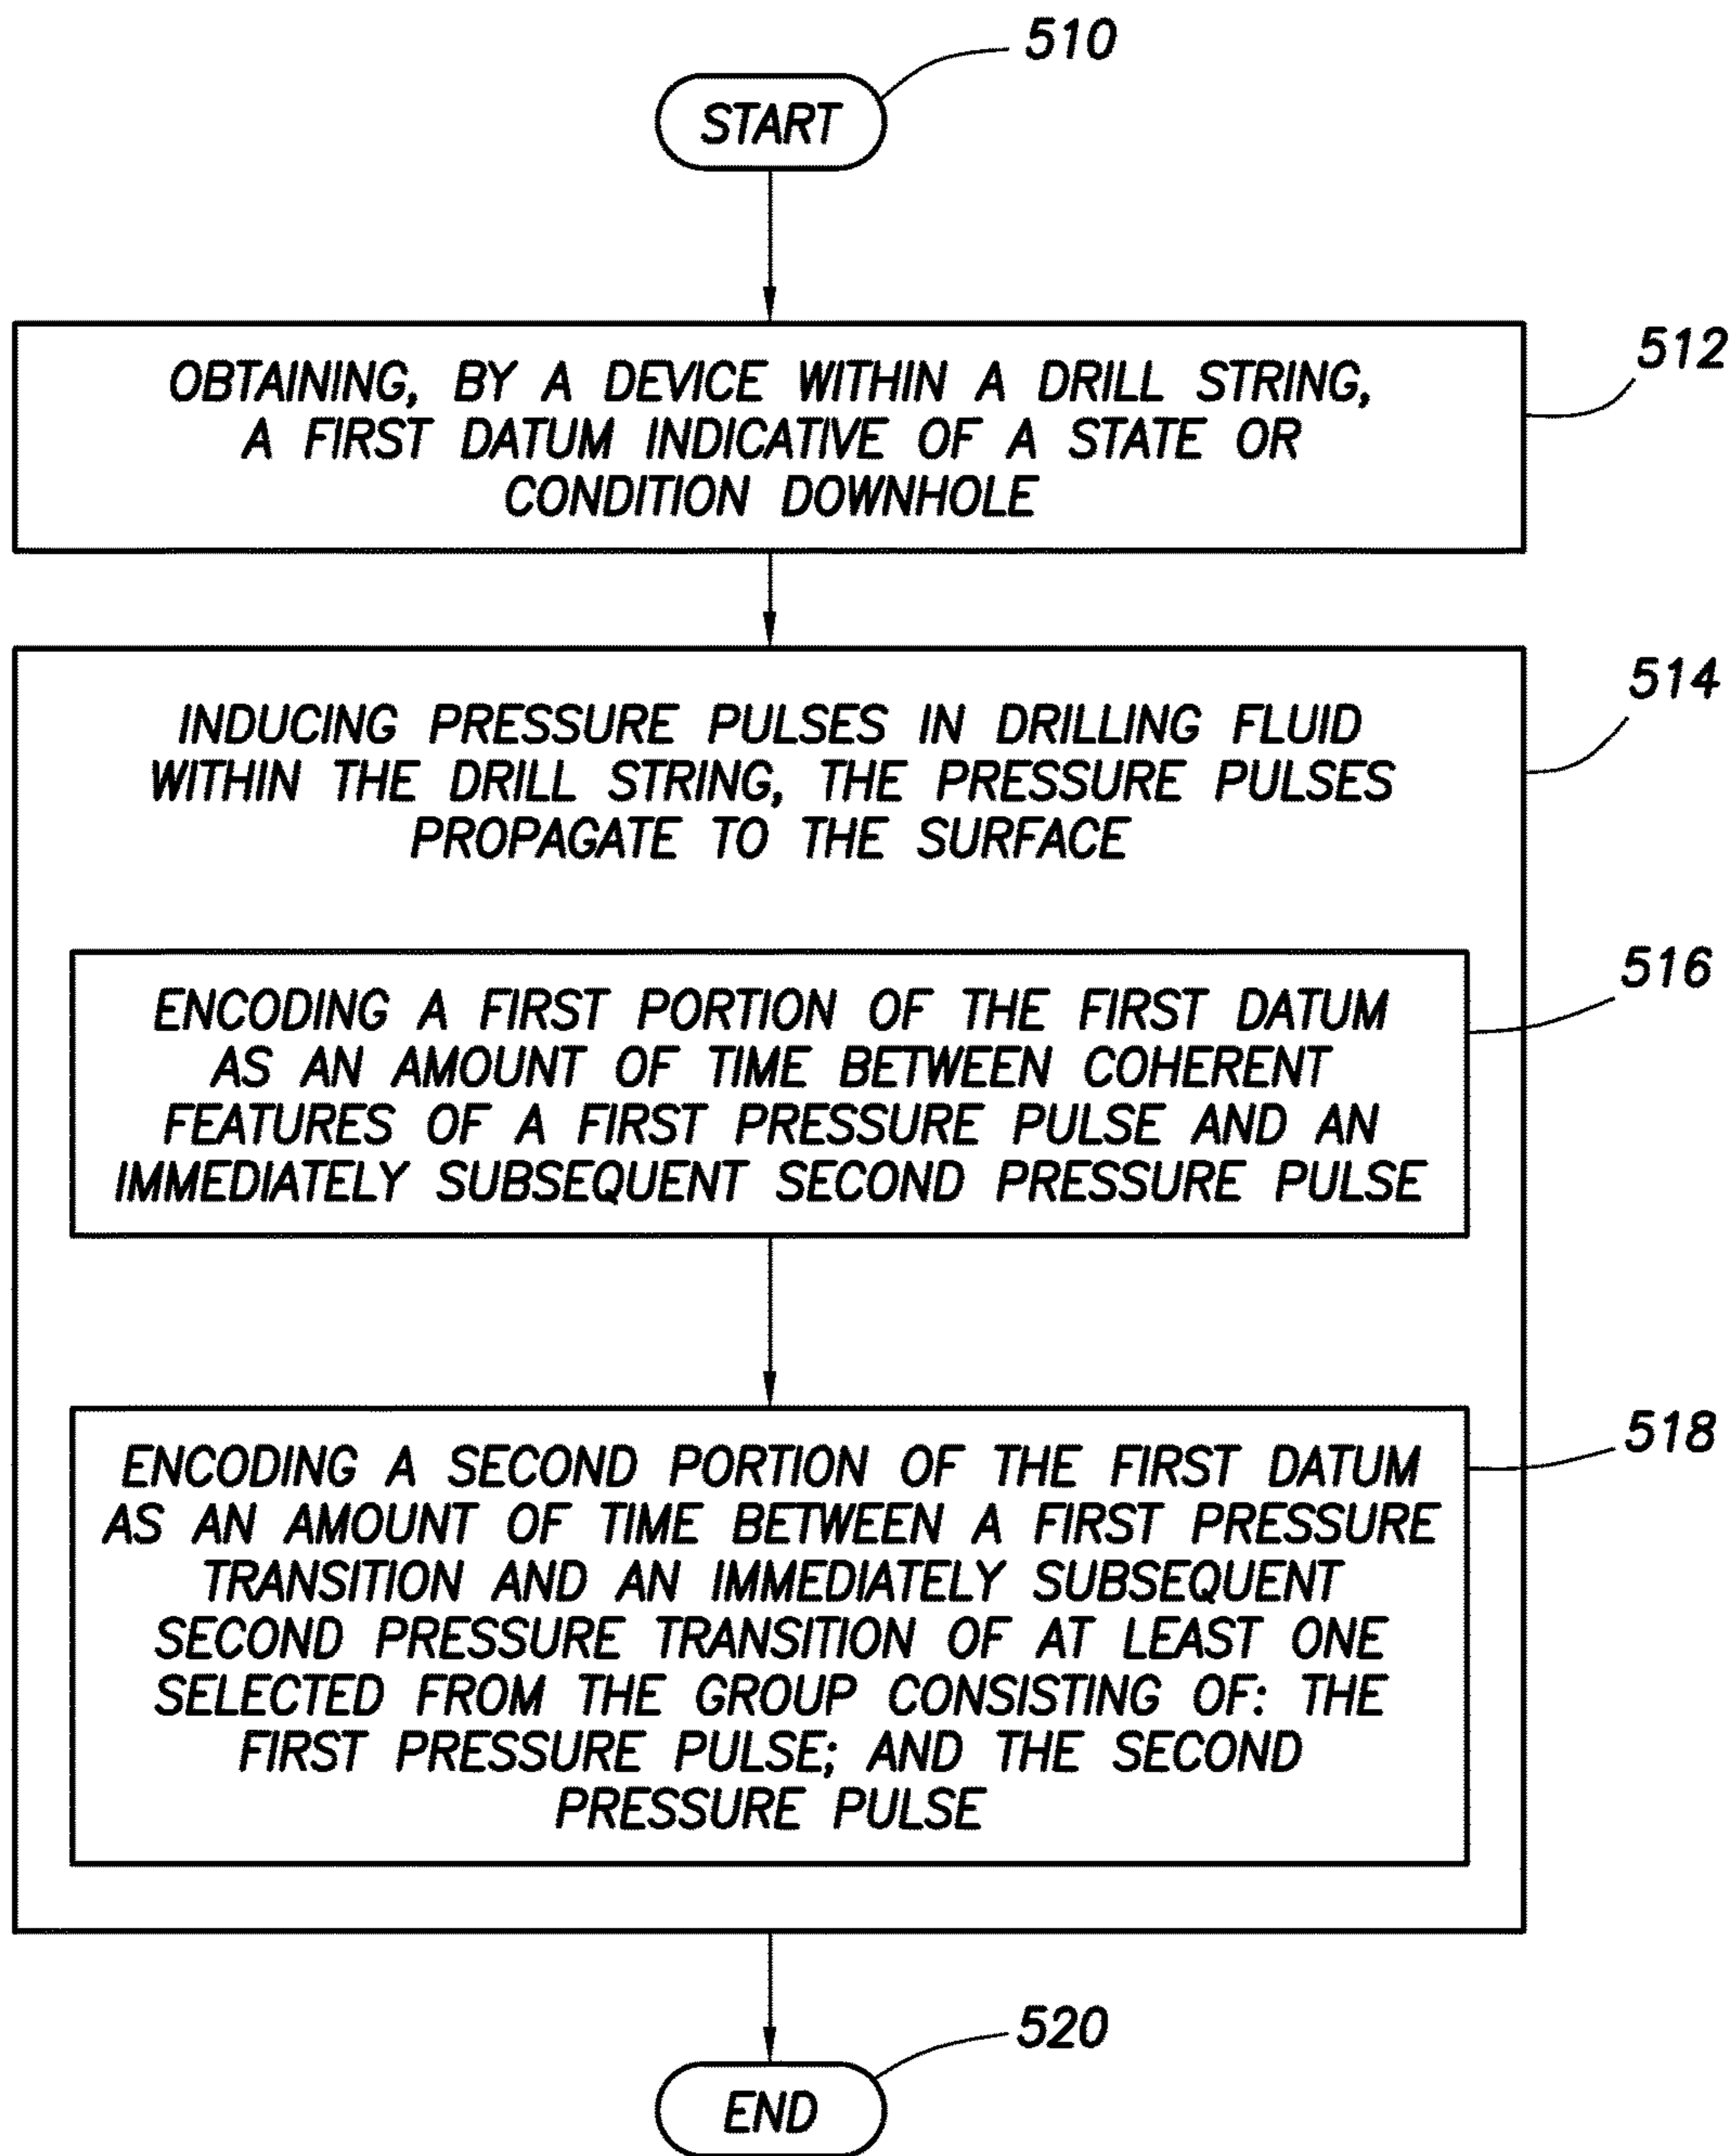 510
START
512
OBTAINING, BY A DEVICE WITHIN A DRILL STRING,
A FIRST DATUM INDICATIVE OF A STATE OR
CONDITION DOWNHOLE
514
INDUCING PRESSURE PULSES IN DRILLING FLUID
WITHIN THE DRILL STRING, THE PRESSURE PULSES
PROPAGATE TO THE SURFACE
516
ENCODING A FIRST PORTION OF THE FIRST DATUM
AS AN AMOUNT OF TIME BETWEEN COHERENT
FEATURES OF A FIRST PRESSURE PULSE AND AN
IMMEDIATELY SUBSEQUENT SECOND PRESSURE PULSE
518
ENCODING A SECOND PORTION OF THE FIRST DATUM
AS AN AMOUNT OF TIME BETWEEN A FIRST PRESSURE
TRANSITION AND AN IMMEDIATELY SUBSEQUENT
SECOND PRESSURE TRANSITION OF AT LEAST ONE
SELECTED FROM THE GROUP CONSISTING OF: THE
FIRST PRESSURE PULSE; AND THE SECOND
PRESSURE PULSE
520
END